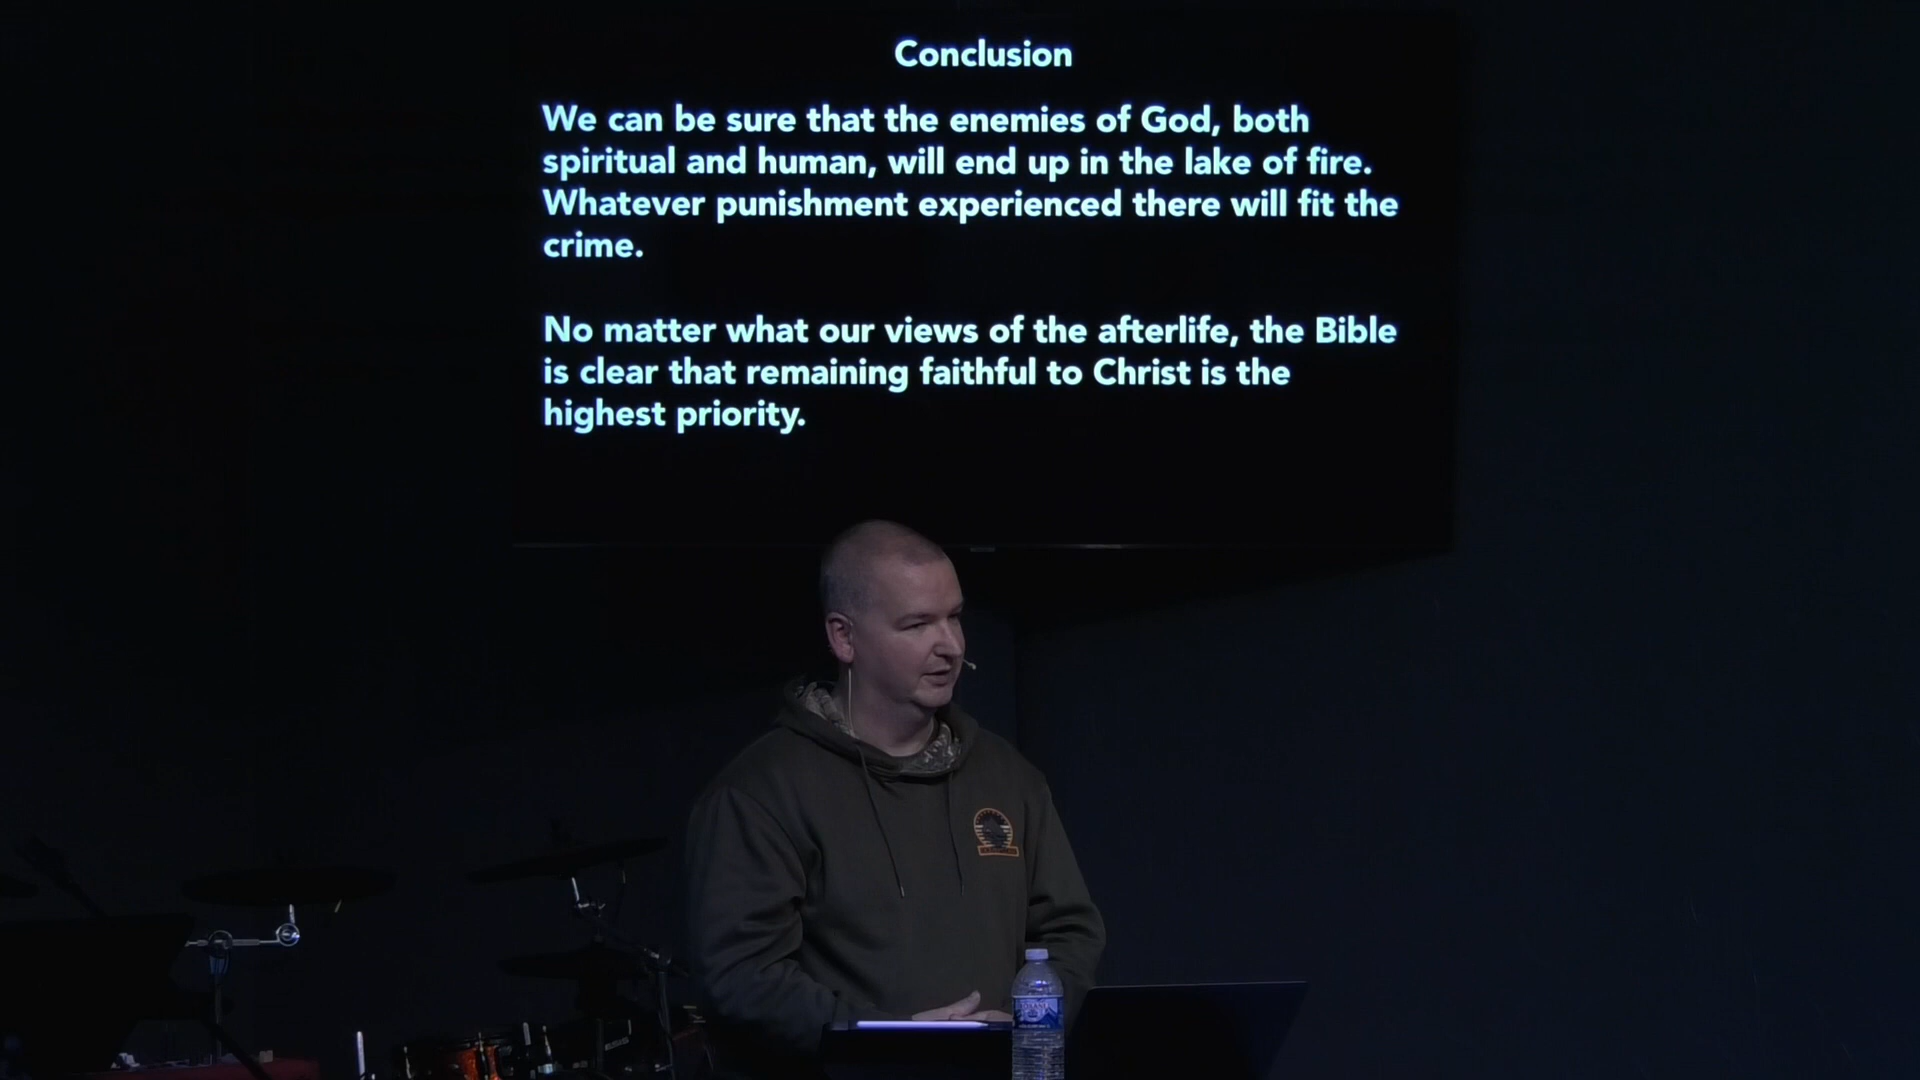 Conclusion
We can be sure that the enemies of God, both
spiritual and human, will end up in the lake of fire.
Whatever punishment experienced there will fit the
crime.
No matter what our views of the afterlife, the Bible
is clear that remaining faithful to Christ is the
highest priority.